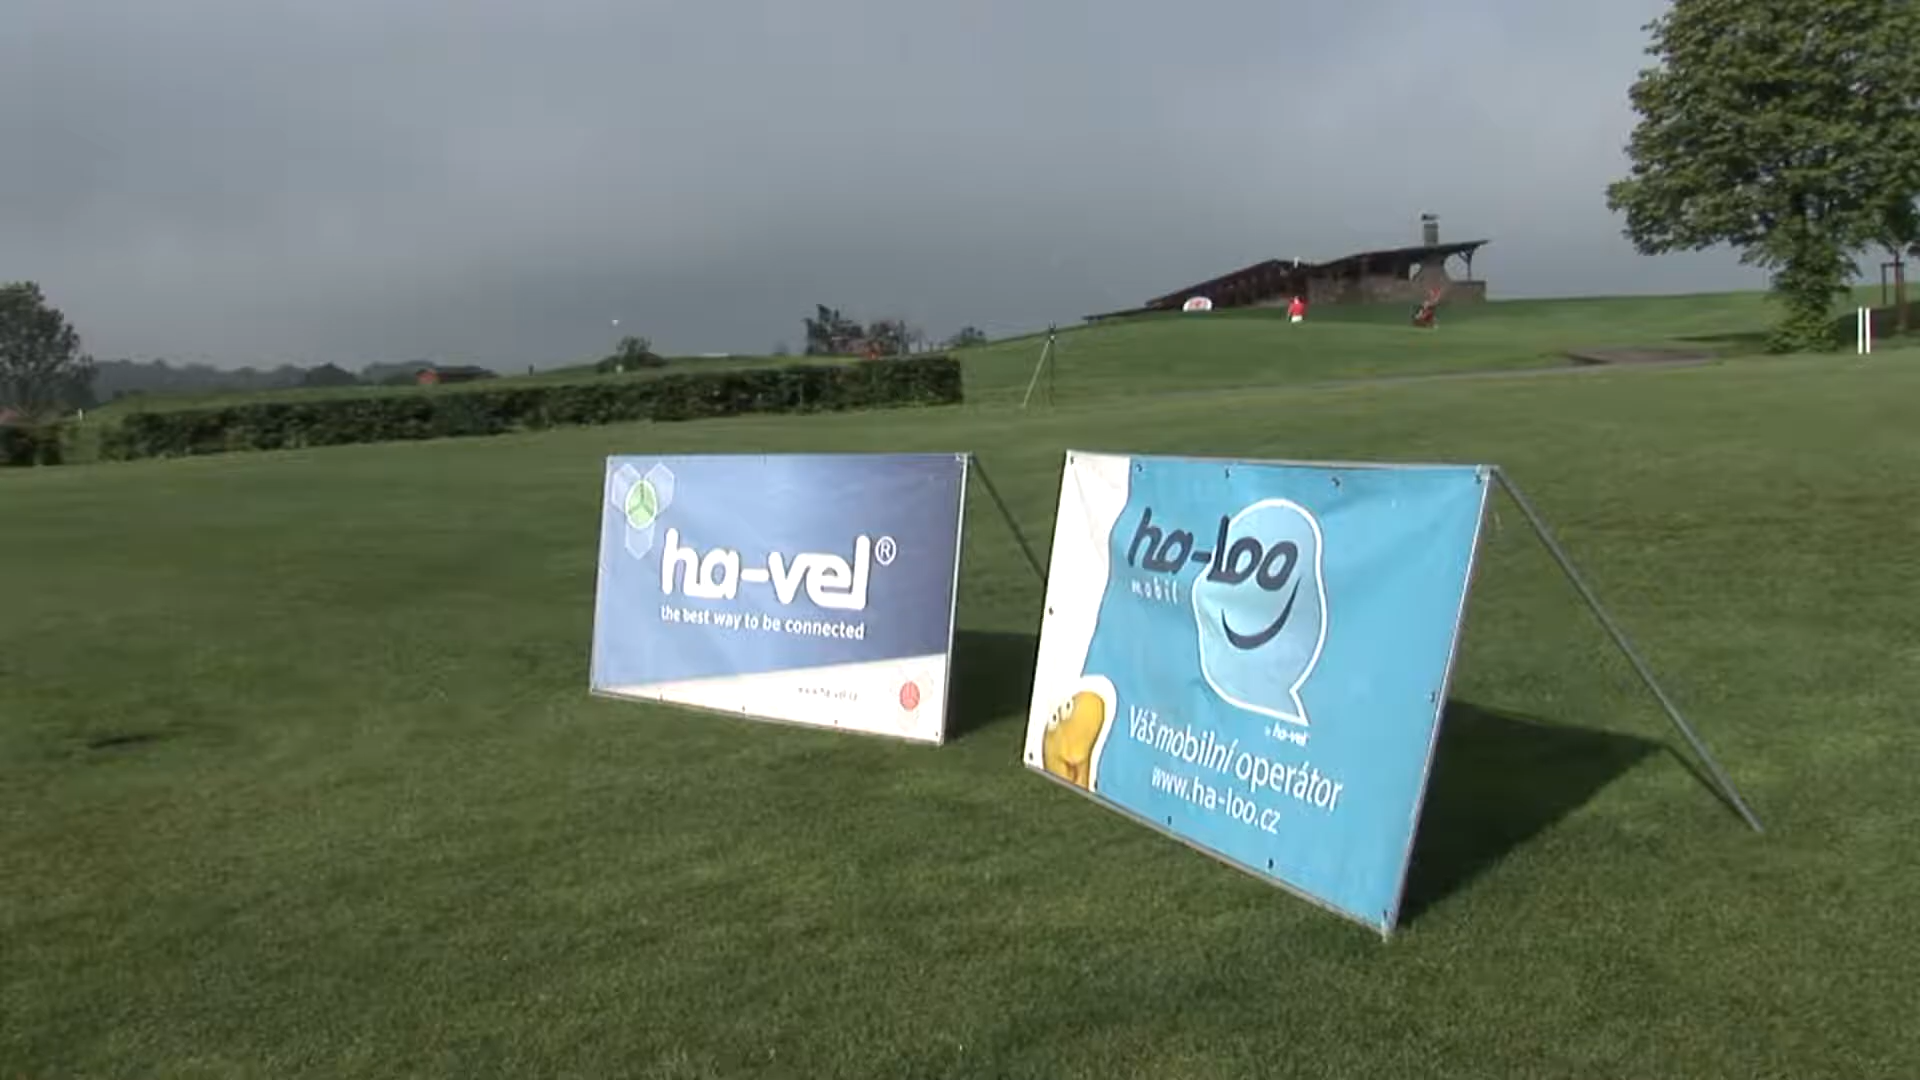 ha-vel®
the best way to be connected
ha-loo
mobil
by ha-vel
Váš mobilní operátor
www.ha-loo.cz